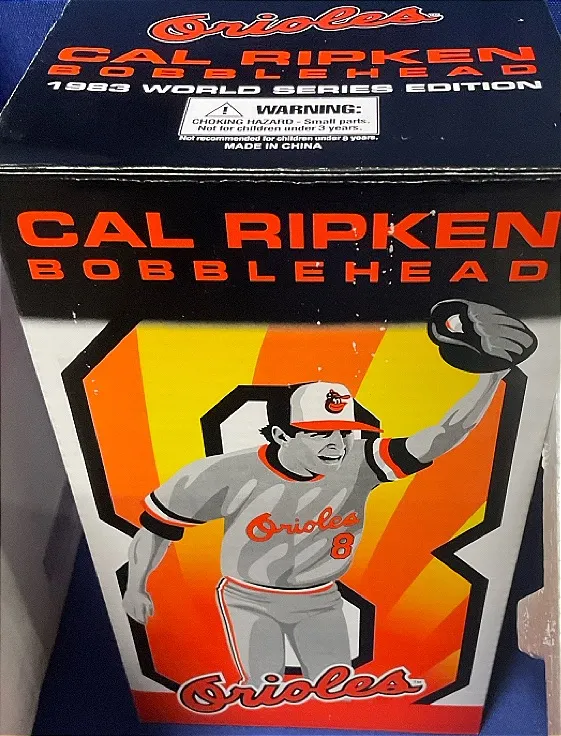 Orioles
CAL RIPKEN
BOBBLEHEAD
1983 WORLD SERIES EDITION
WARNING:
CHOKING HAZARD - Small parts.
Not for children under 3 years.
Not recommended for children under 8 years.
MADE IN CHINA
CAL RIPKEN
BOBBLEHEAD
Orioles
8
Orioles™